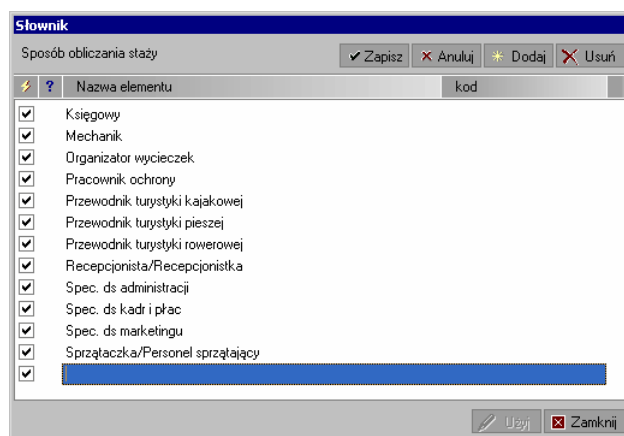 Słownik
Sposób obliczania staży
Zapisz Anuluj Dodaj Usuń
? Nazwa elementu kod
Księgowy
Mechanik
Organizator wycieczek
Pracownik ochrony
Przewodnik turystyki kajakowej
Przewodnik turystyki pieszej
Przewodnik turystyki rowerowej
Recepcjonista/Recepcjonistka
Spec. ds administracji
Spec. ds kadr i płac
Spec. ds marketingu
Sprzątaczka/Personel sprzątający
Użyj Zamknij